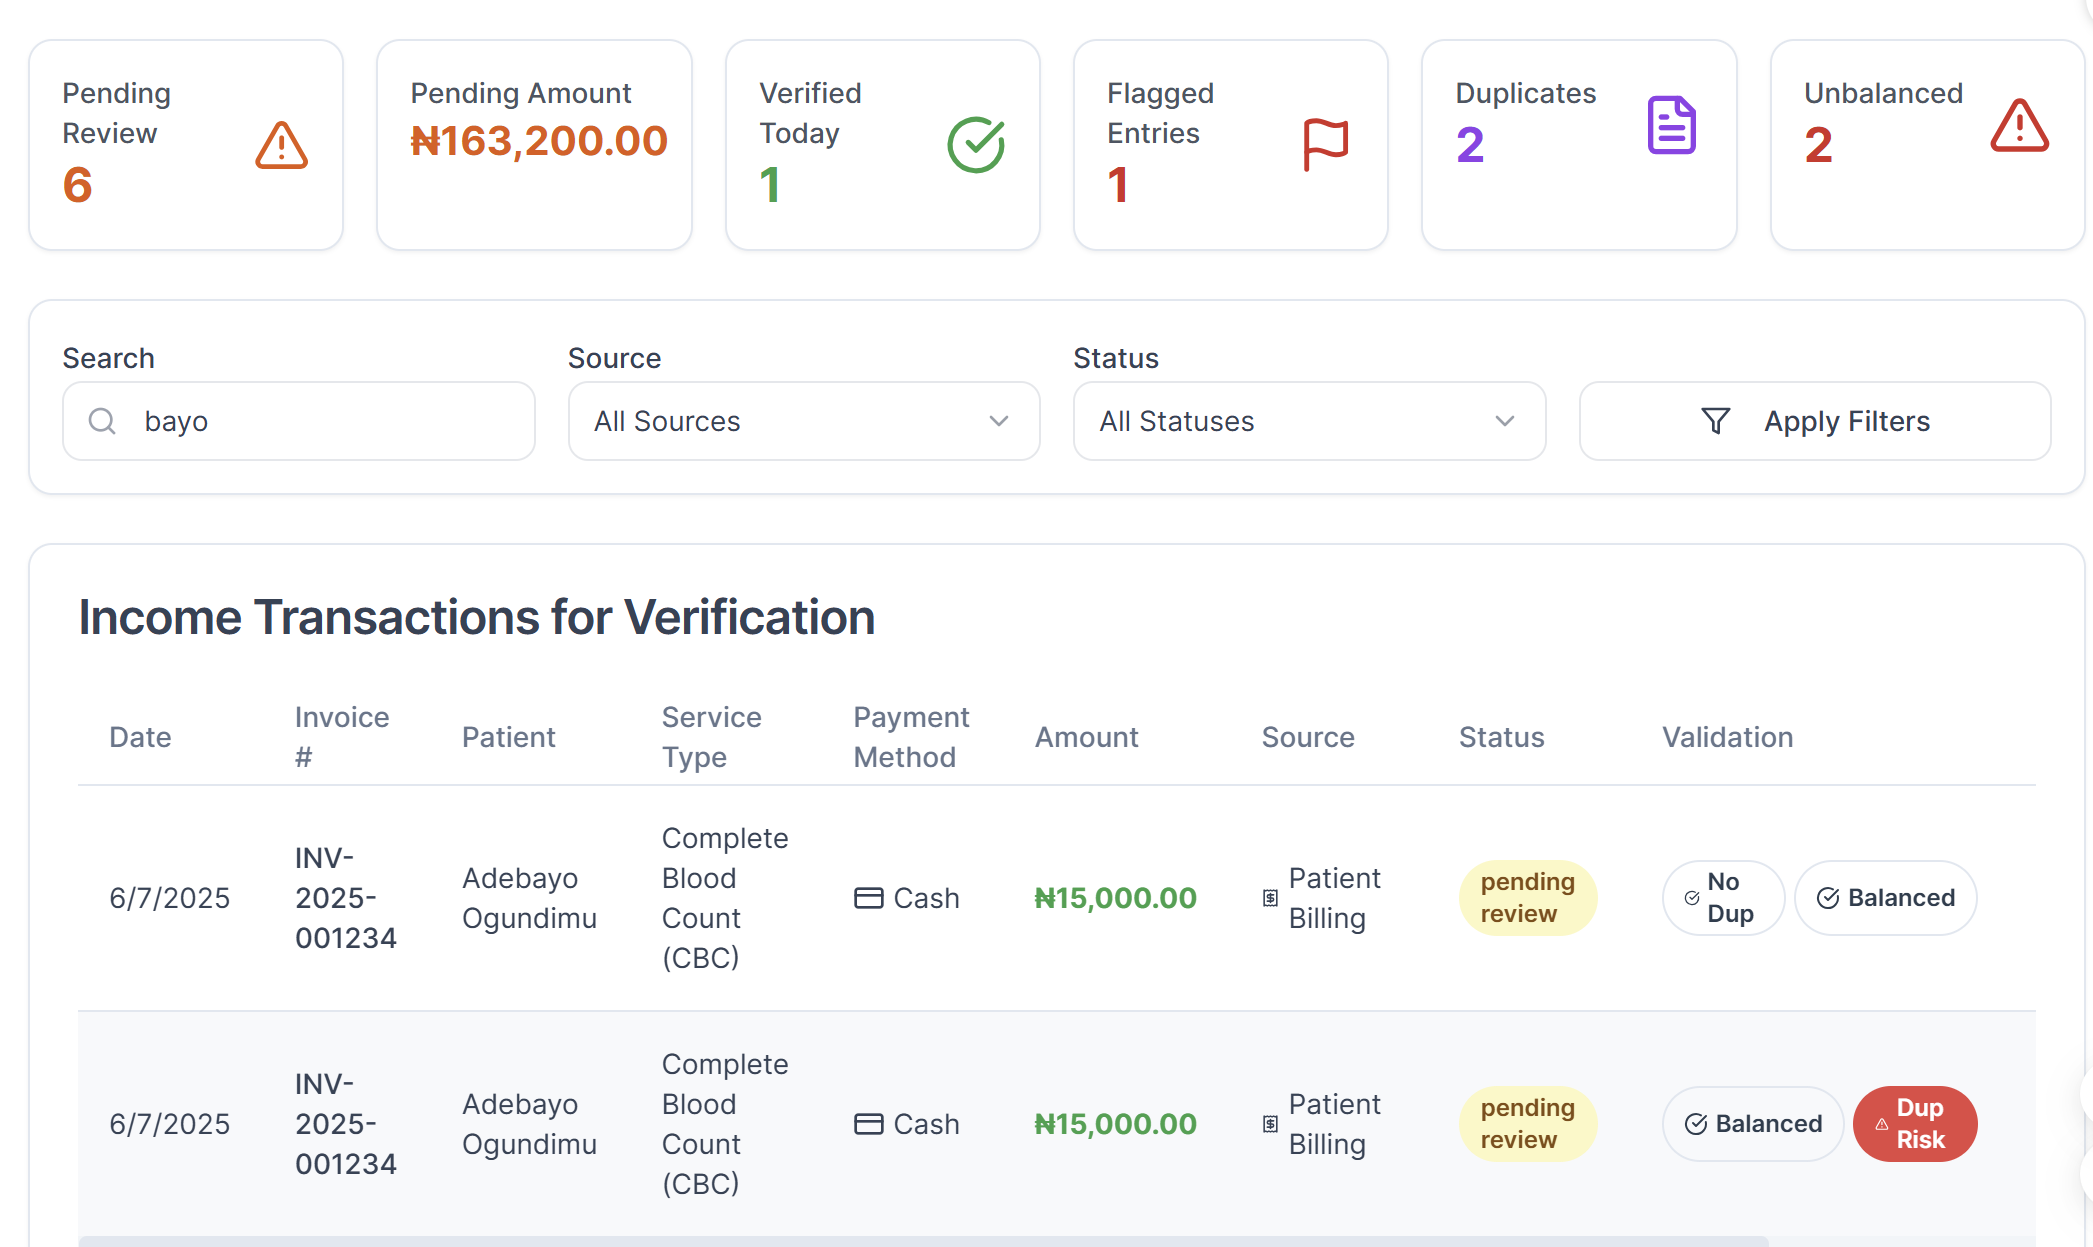 Pending
Review
6
Pending Amount
₦163,200.00
Verified
Today
1
Flagged
Entries
1
Duplicates
2
Unbalanced
2
Search
bayo
Source
All Sources
Status
All Statuses
Apply Filters
Income Transactions for Verification
Date
Invoice
#
Patient
Service
Type
Payment
Method
Amount
Source
Status
Validation
6/7/2025
INV-
2025-
001234
Adebayo
Ogundimu
Complete
Blood
Count
(CBC)
Cash
₦15,000.00
Patient
Billing
pending
review
No
Dup
Balanced
6/7/2025
INV-
2025-
001234
Adebayo
Ogundimu
Complete
Blood
Count
(CBC)
Cash
₦15,000.00
Patient
Billing
pending
review
Balanced
Dup
Risk